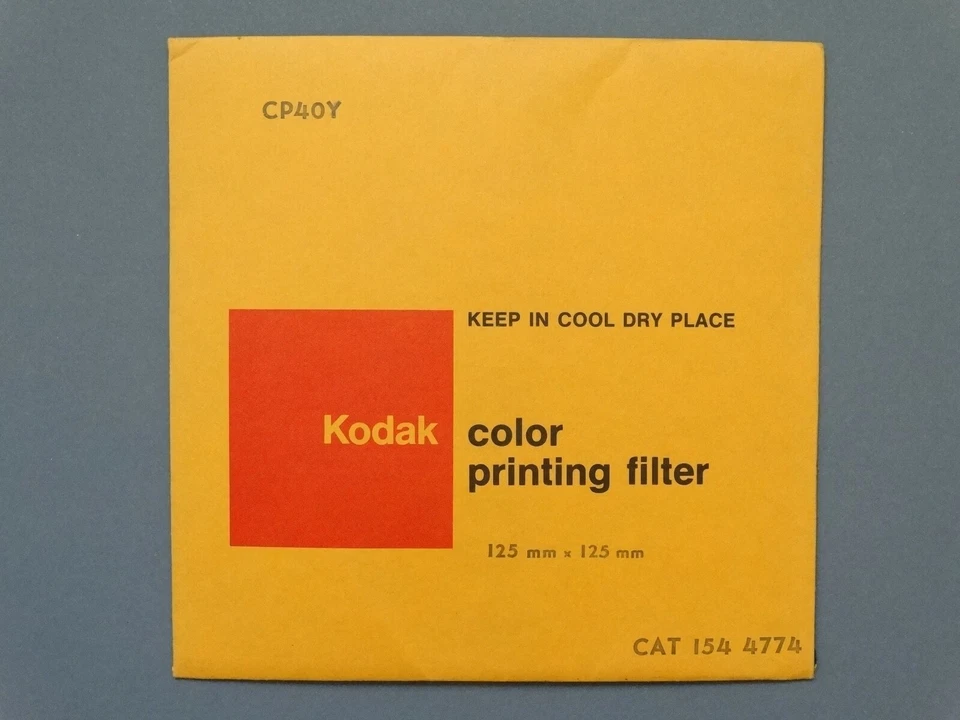 CP40Y
KEEP IN COOL DRY PLACE
Kodak color
printing filter
125 mm x 125 mm
CAT 154 4774